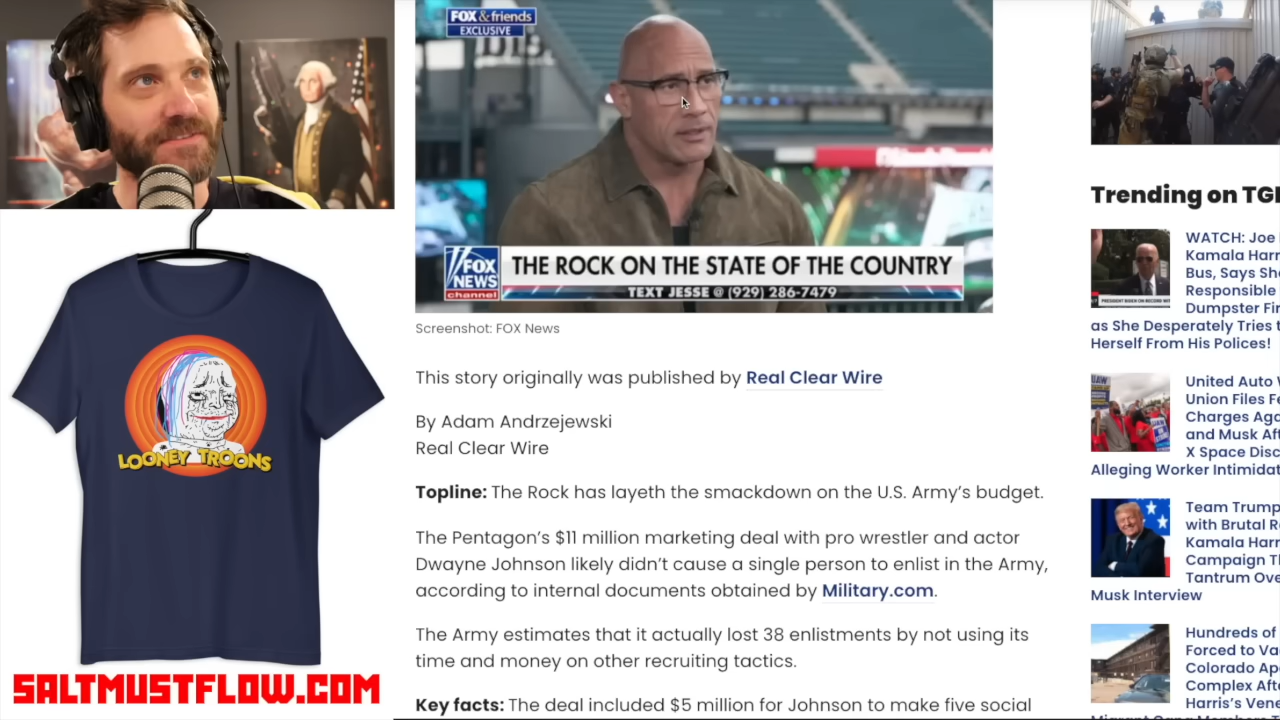 FOX & friends
EXCLUSIVE
FOX
NEWS
channel
THE ROCK ON THE STATE OF THE COUNTRY
TEXT JESSE @ (929) 286-7479
Screenshot: FOX News
This story originally was published by Real Clear Wire
By Adam Andrzejewski
Real Clear Wire
Topline: The Rock has layeth the smackdown on the U.S. Army’s budget.
The Pentagon’s $11 million marketing deal with pro wrestler and actor
Dwayne Johnson likely didn’t cause a single person to enlist in the Army,
according to internal documents obtained by Military.com.
The Army estimates that it actually lost 38 enlistments by not using its
time and money on other recruiting tactics.
Key facts: The deal included $5 million for Johnson to make five social
LOONEY TROONS
SALTMUSTFLOW.COM
Trending on TG
WATCH: Joe
Kamala Harr
Bus, Says Sh
Responsible
Dumpster Fir
as She Desperately Tries t
Herself From His Polices!
United Auto
Union Files Fe
Charges Aga
and Musk Aft
X Space Disc
Alleging Worker Intimidat
Team Trump
with Brutal R
Kamala Harr
Campaign Th
Tantrum Ove
Musk Interview
Hundreds of
Forced to Va
Colorado Ap
Complex Afte
Harris's Vene